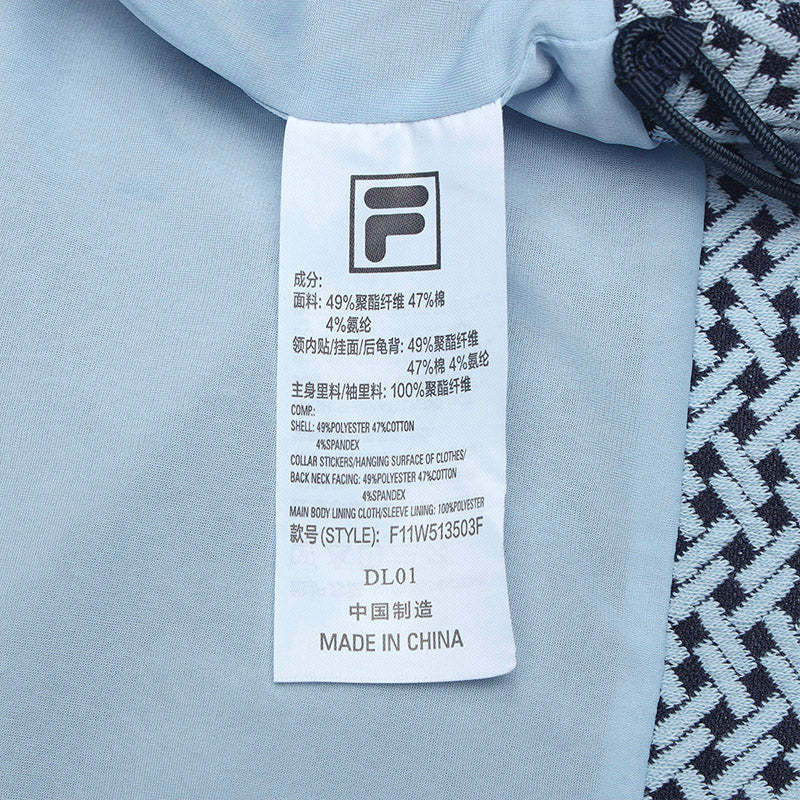 成分:
面料: 49%聚酯纤维 47%棉
4%氨纶
领内贴/挂面/后龟背: 49%聚酯纤维
47%棉 4%氨纶
主身里料/袖里料: 100%聚酯纤维
COMP.:
SHELL: 49%POLYESTER 47%COTTON
4%SPANDEX
COLLAR STICKERS/HANGING SURFACE OF CLOTHES/
BACK NECK FACING: 49%POLYESTER 47%COTTON
4%SPANDEX
MAIN BODY LINING CLOTH/SLEEVE LINING: 100%POLYESTER
款号(STYLE): F11W513503F
DL01
中国制造
MADE IN CHINA